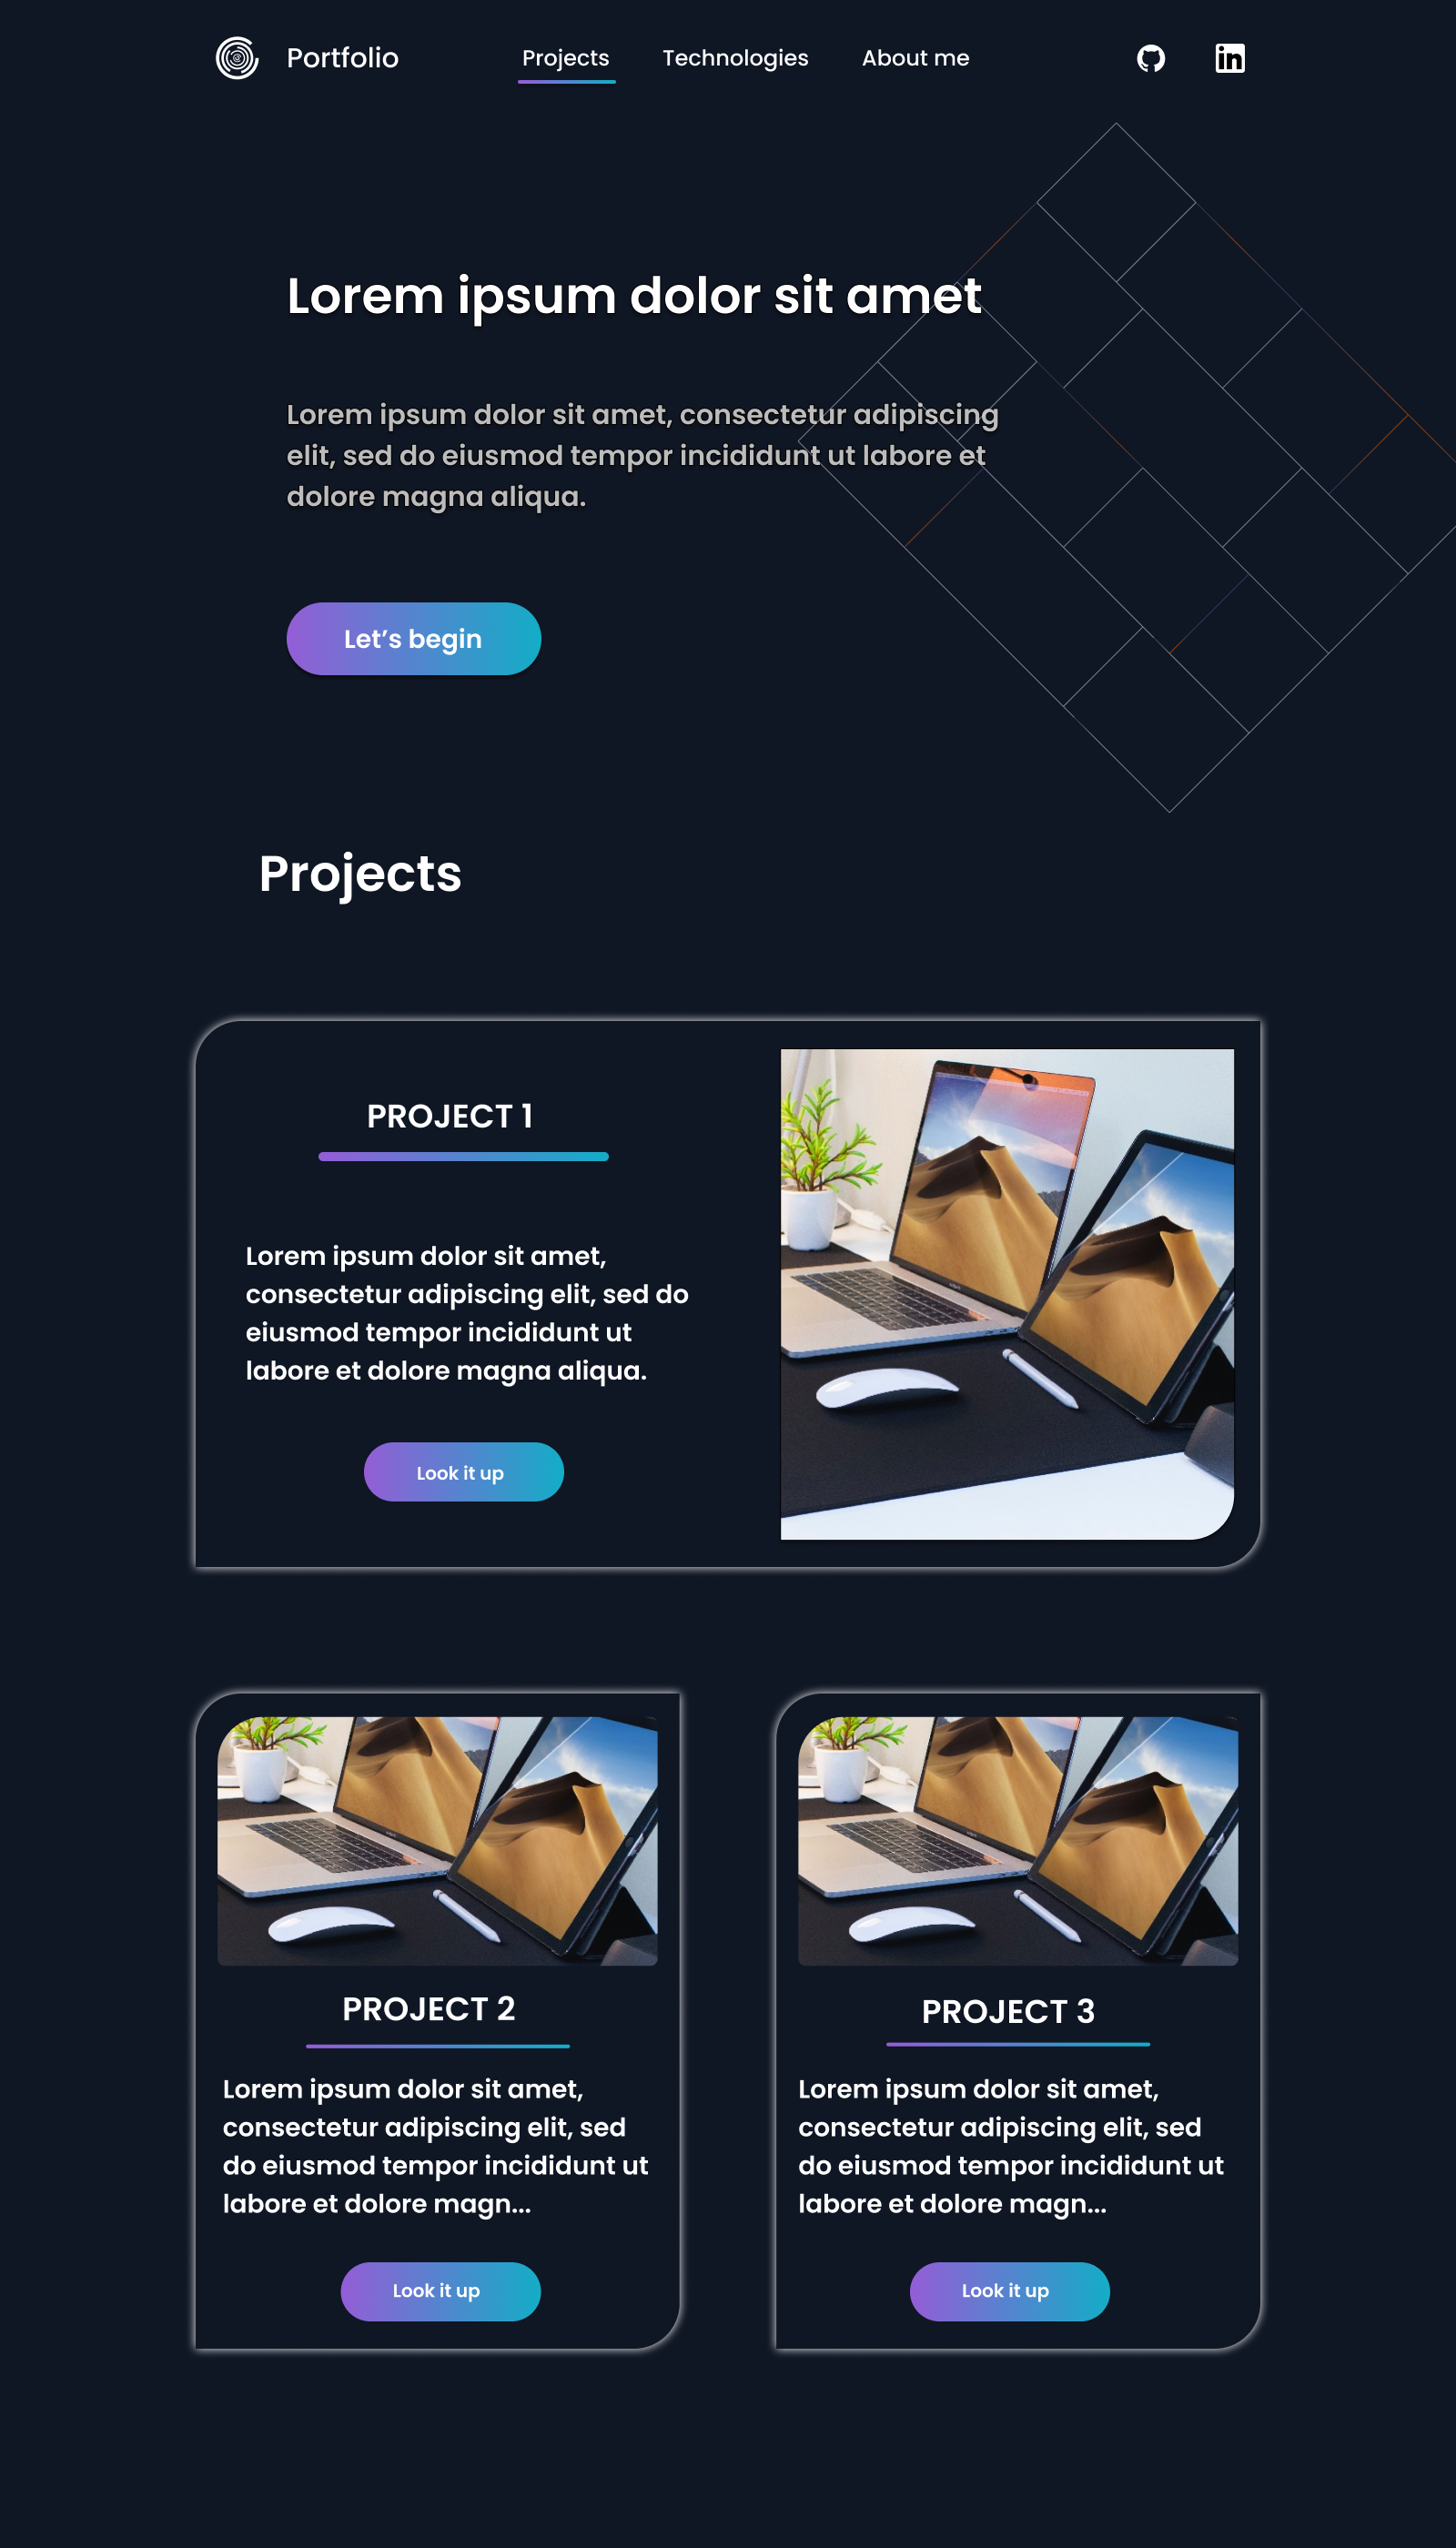 Portfolio
Projects
Technologies
About me
Lorem ipsum dolor sit amet
Lorem ipsum dolor sit amet, consectetur adipiscing
elit, sed do eiusmod tempor incididunt ut labore et
dolore magna aliqua.
Let’s begin
Projects
PROJECT 1
Lorem ipsum dolor sit amet,
consectetur adipiscing elit, sed do
eiusmod tempor incididunt ut
labore et dolore magna aliqua.
Look it up
PROJECT 2
Lorem ipsum dolor sit amet,
consectetur adipiscing elit, sed
do eiusmod tempor incididunt ut
labore et dolore magn...
Look it up
PROJECT 3
Lorem ipsum dolor sit amet,
consectetur adipiscing elit, sed
do eiusmod tempor incididunt ut
labore et dolore magn...
Look it up